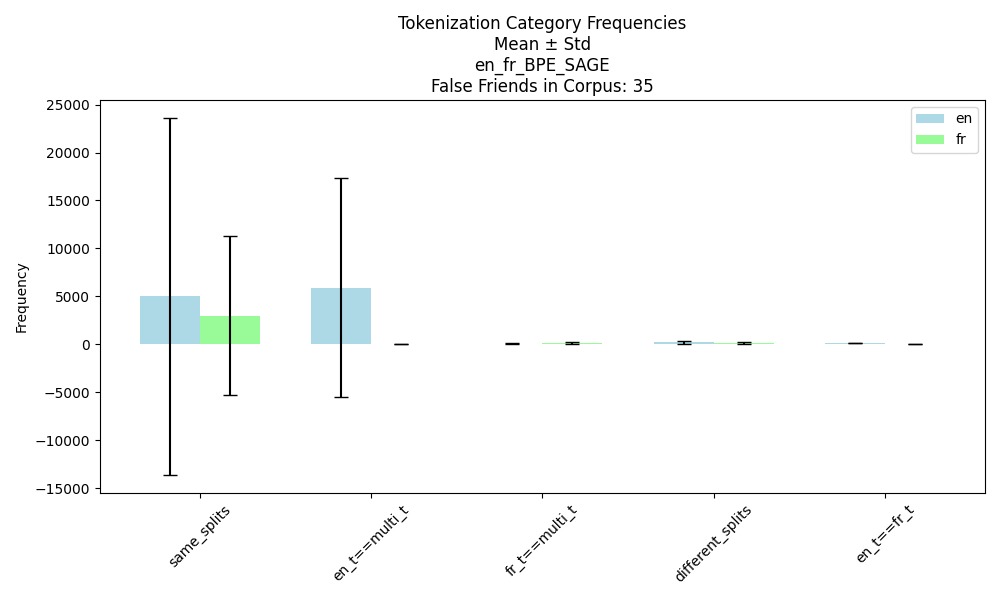 Tokenization Category Frequencies
Mean ± Std
en_fr_BPE_SAGE
False Friends in Corpus: 35
en
fr
Frequency
25000
20000
15000
10000
5000
0
−5000
−10000
−15000
same_splits
en_t==multi_t
fr_t==multi_t
different_splits
en_t==fr_t